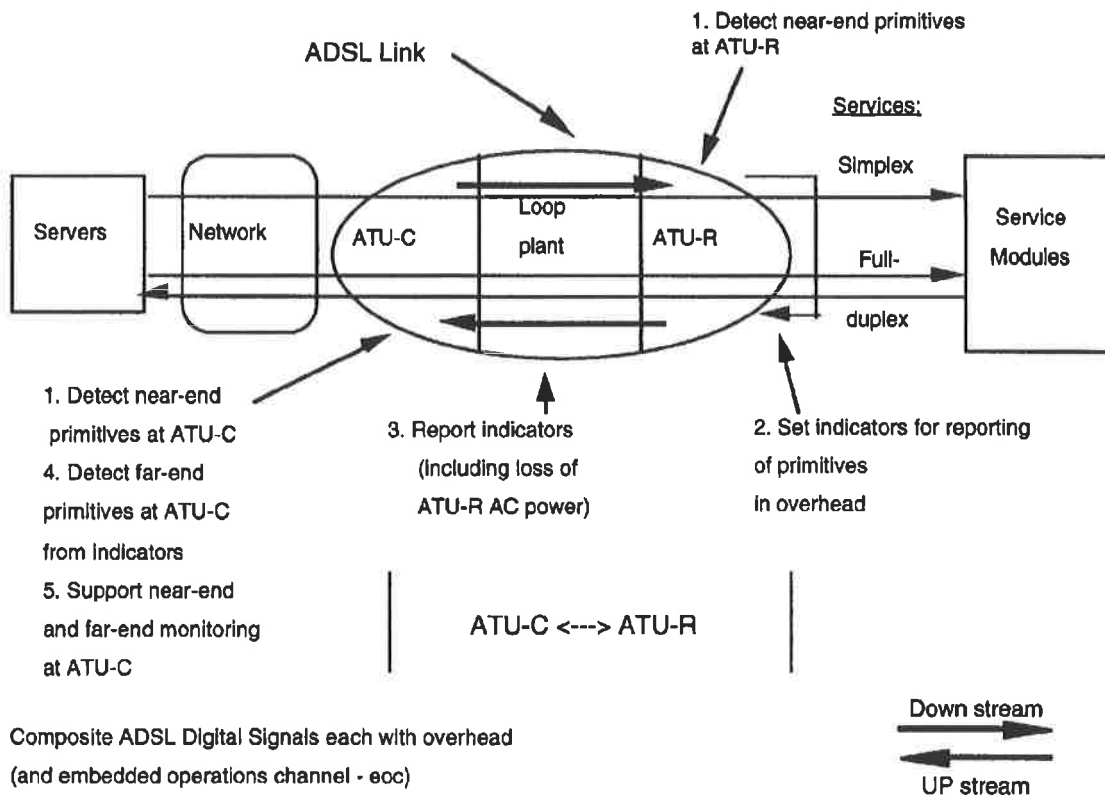 1. Detect near-end primitives
at ATU-R
ADSL Link
Services:
Simplex
Servers
Network
ATU-C
Loop
plant
ATU-R
Service
Modules
Full-
duplex
1. Detect near-end
primitives at ATU-C
4. Detect far-end
primitives at ATU-C
from indicators
5. Support near-end
and far-end monitoring
at ATU-C
3. Report indicators
(including loss of
ATU-R AC power)
2. Set indicators for reporting
of primitives
in overhead
ATU-C <---> ATU-R
Composite ADSL Digital Signals each with overhead
(and embedded operations channel - eoc)
Down stream
UP stream